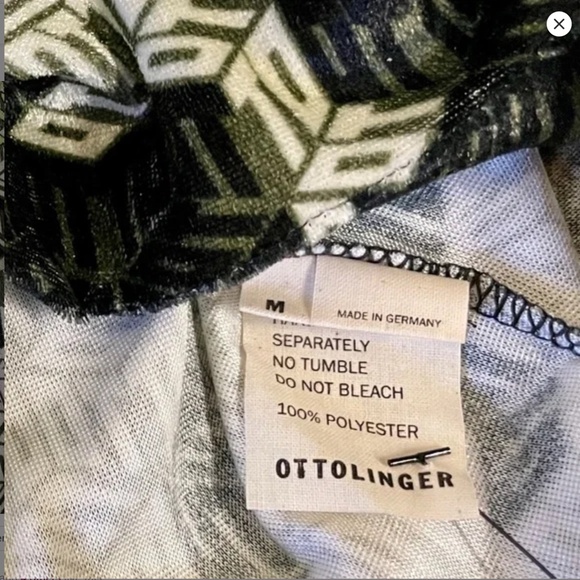 M
MADE IN GERMANY
SEPARATELY
NO TUMBLE
DO NOT BLEACH
100% POLYESTER
OTTOLINGER